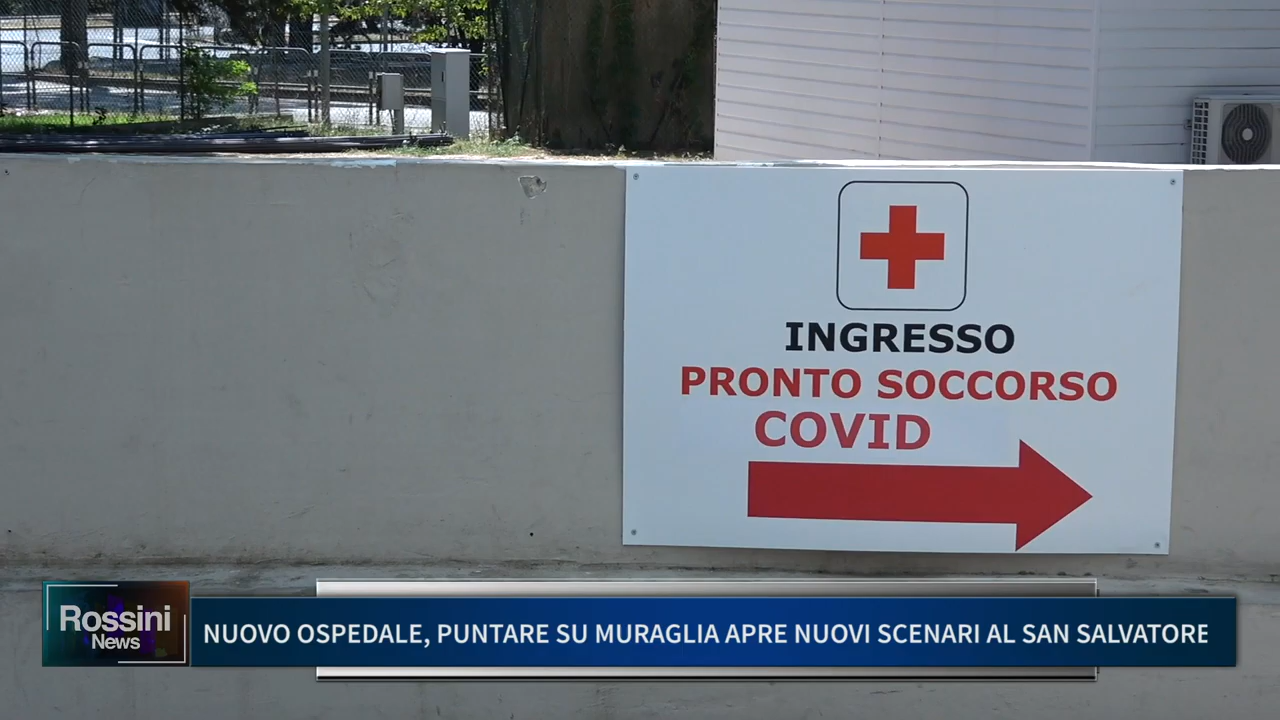 INGRESSO
PRONTO SOCCORSO
COVID
Rossini
News
NUOVO OSPEDALE, PUNTARE SU MURAGLIA APRE NUOVI SCENARI AL SAN SALVATORE